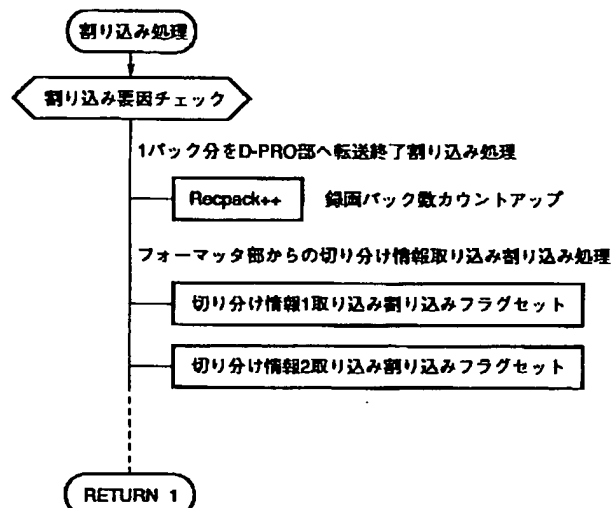 割り込み処理
割り込み要因チェック
1パック分をD-PRO部へ転送終了割り込み処理
Recpack++ 録画パック数カウントアップ
フォーマッタ部からの切り分け情報取り込み割り込み処理
切り分け情報1取り込み割り込みフラグセット
切り分け情報2取り込み割り込みフラグセット
RETURN 1